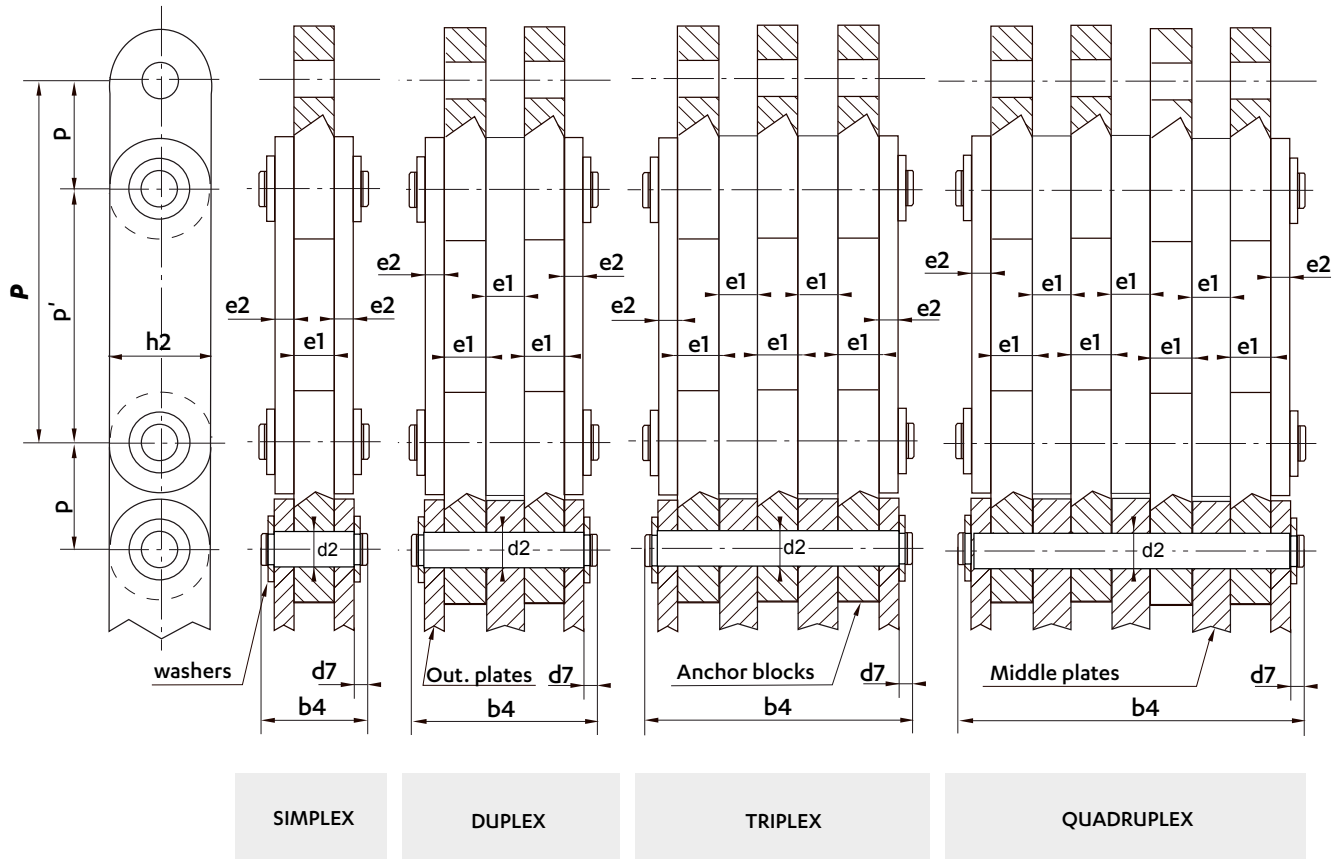 p
P
p'
h2
p
e2
e2
e1
e2
e2
e1
e1
e1
e1
e1
e2
e2
e1
e1
e1
e1
e1
e1
e2
e2
e1
e1
e1
e1
d2
d2
d2
d2
washers
d7
b4
Out. plates
d7
b4
Anchor blocks
d7
b4
Middle plates
d7
b4
SIMPLEX
DUPLEX
TRIPLEX
QUADRUPLEX